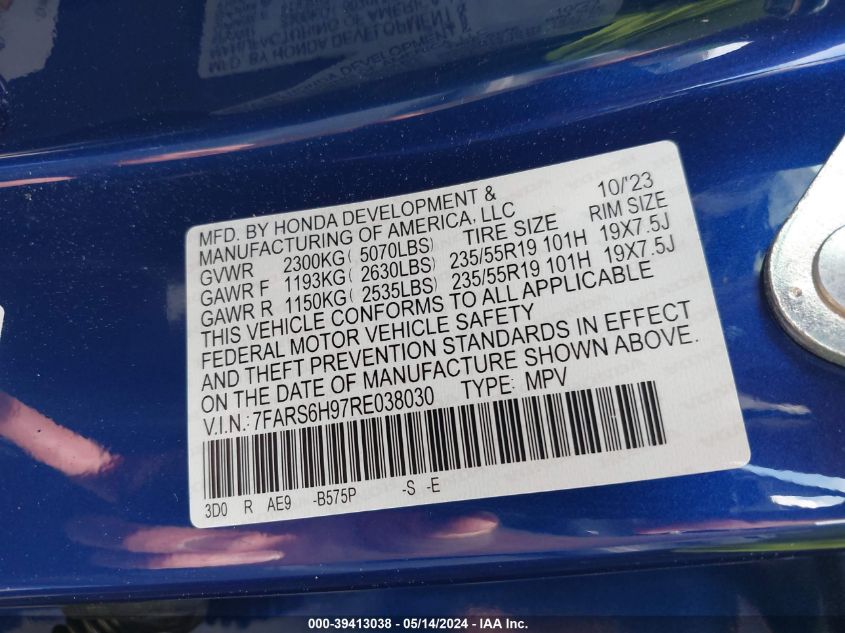 MFD. BY HONDA DEVELOPMENT & 10/'23
MANUFACTURING OF AMERICA, LLC
GVWR 2300KG( 5070LBS) TIRE SIZE RIM SIZE
GAWR F 1193KG( 2630LBS) 235/55R19 101H 19X7.5J
GAWR R 1150KG( 2535LBS) 235/55R19 101H 19X7.5J
THIS VEHICLE CONFORMS TO ALL APPLICABLE
FEDERAL MOTOR VEHICLE SAFETY
AND THEFT PREVENTION STANDARDS IN EFFECT
ON THE DATE OF MANUFACTURE SHOWN ABOVE.
V.I.N.:7FARS6H97RE038030 TYPE: MPV
3D0 R AE9 -B575P -S -E
000-39413038 - 05/14/2024 - IAA Inc.